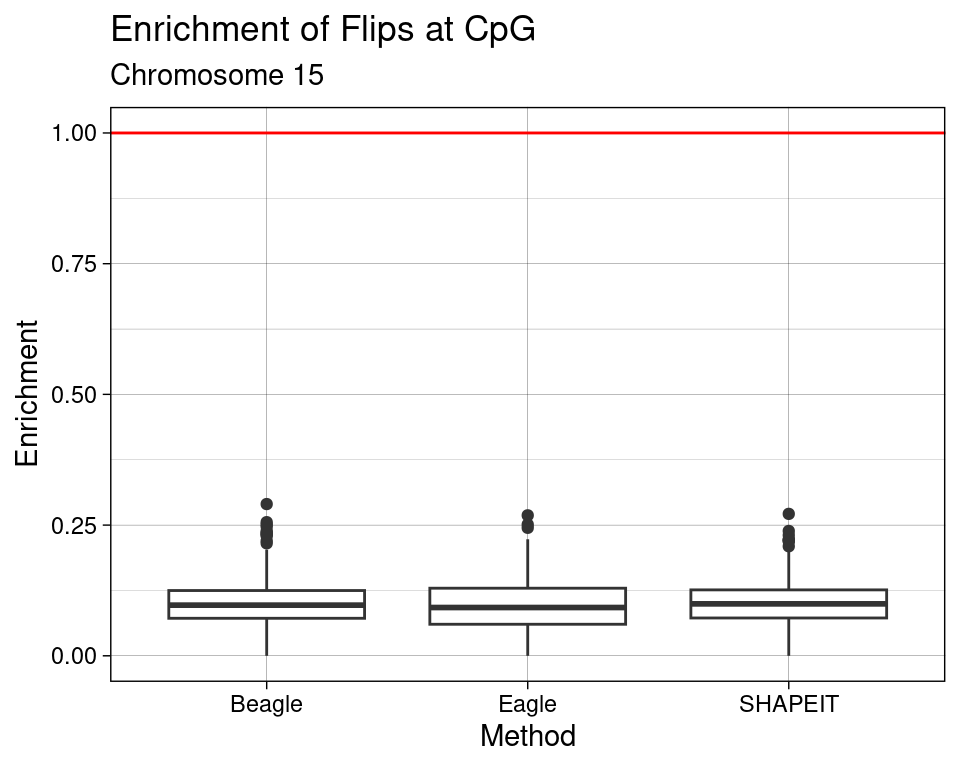 Enrichment of Flips at CpG
Chromosome 15
Enrichment
1.00
0.75
0.50
0.25
0.00
Beagle Eagle SHAPEIT
Method